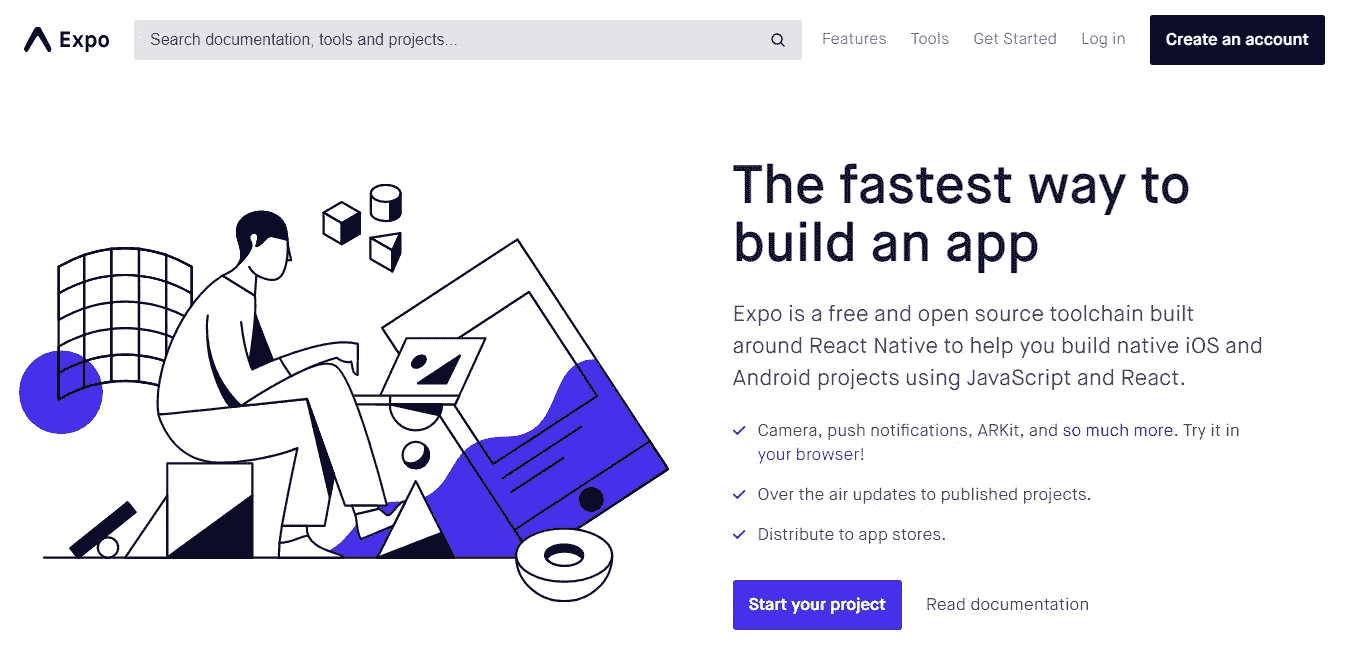 Expo
Search documentation, tools and projects...
Features
Tools
Get Started
Log in
Create an account
The fastest way to
build an app
Expo is a free and open source toolchain built
around React Native to help you build native iOS and
Android projects using JavaScript and React.
Camera, push notifications, ARKit, and so much more. Try it in
your browser!
Over the air updates to published projects.
Distribute to app stores.
Start your project
Read documentation